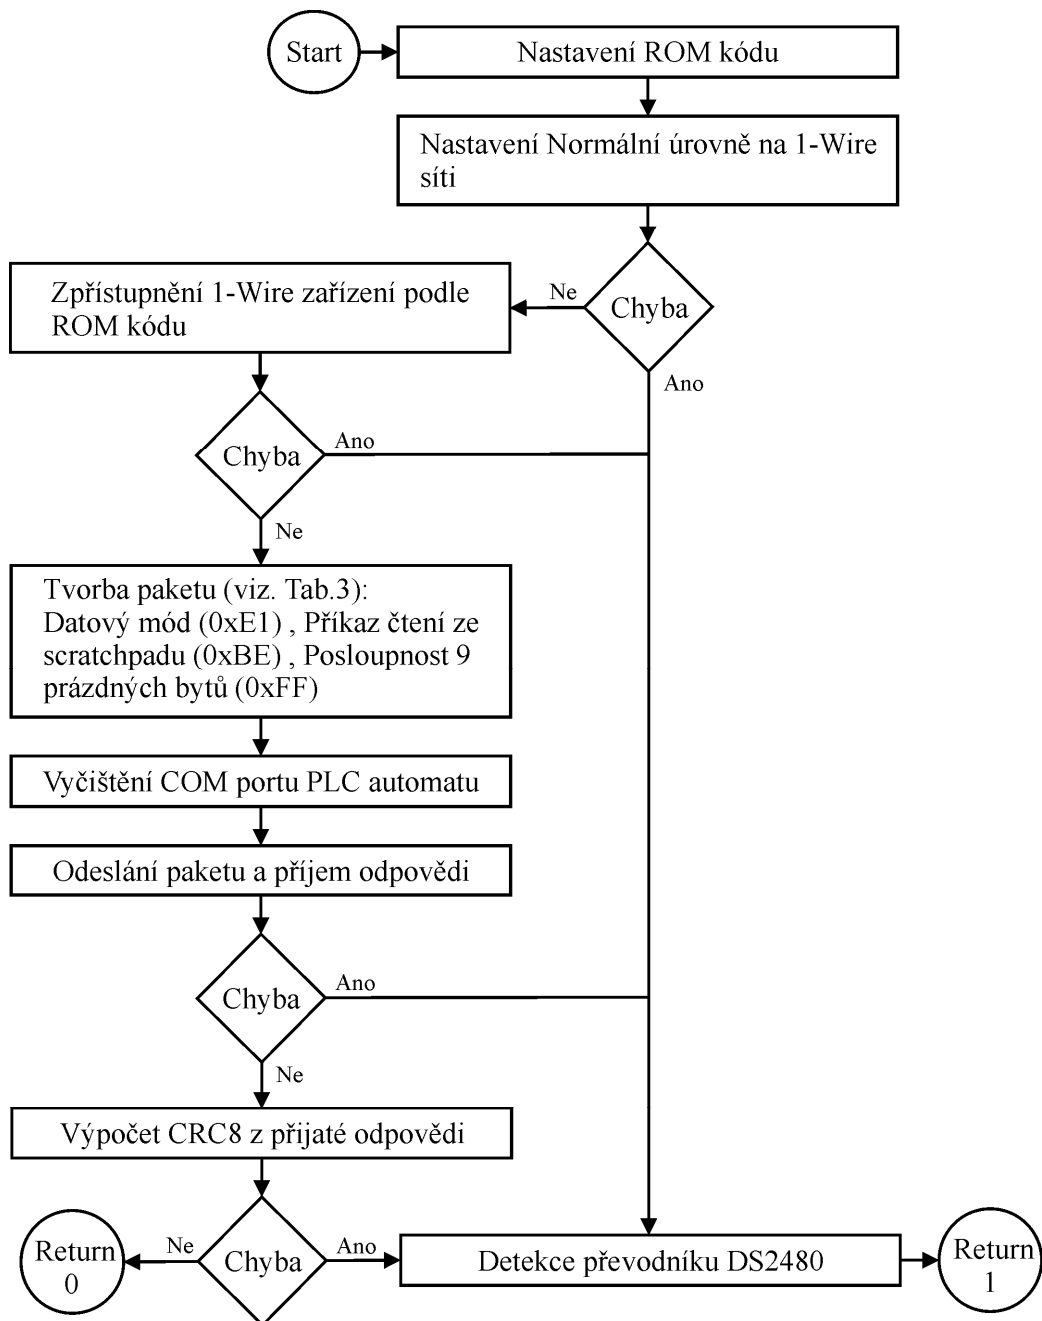 Start
Nastavení ROM kódu
Nastavení Normální úrovně na 1-Wire
síti
Chyba
Ne
Ano
Zpřístupnění 1-Wire zařízení podle
ROM kódu
Chyba
Ano
Ne
Tvorba paketu (viz. Tab.3):
Datový mód (0xE1) , Příkaz čtení ze
scratchpadu (0xBE) , Posloupnost 9
prázdných bytů (0xFF)
Vyčištění COM portu PLC automatu
Odeslání paketu a příjem odpovědi
Chyba
Ano
Ne
Výpočet CRC8 z přijaté odpovědi
Return
0
Ne
Chyba
Ano
Detekce převodníku DS2480
Return
1